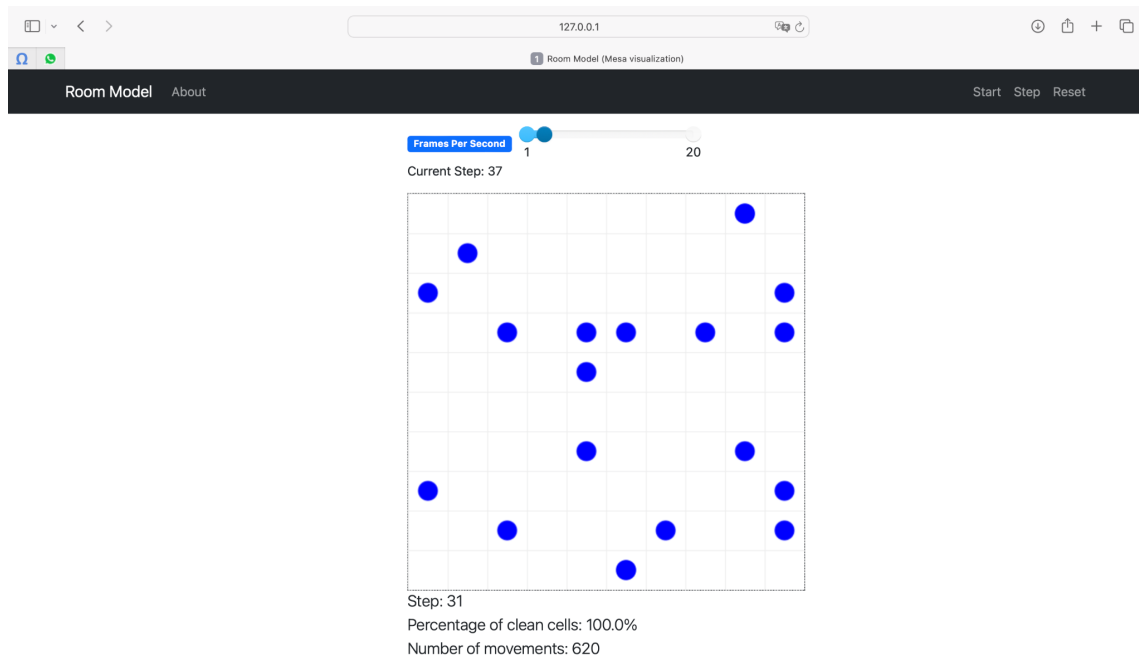 127.0.0.1
1 Room Model (Mesa visualization)
Room Model About Start Step Reset
Frames Per Second
1 20
Current Step: 37
Step: 31
Percentage of clean cells: 100.0%
Number of movements: 620